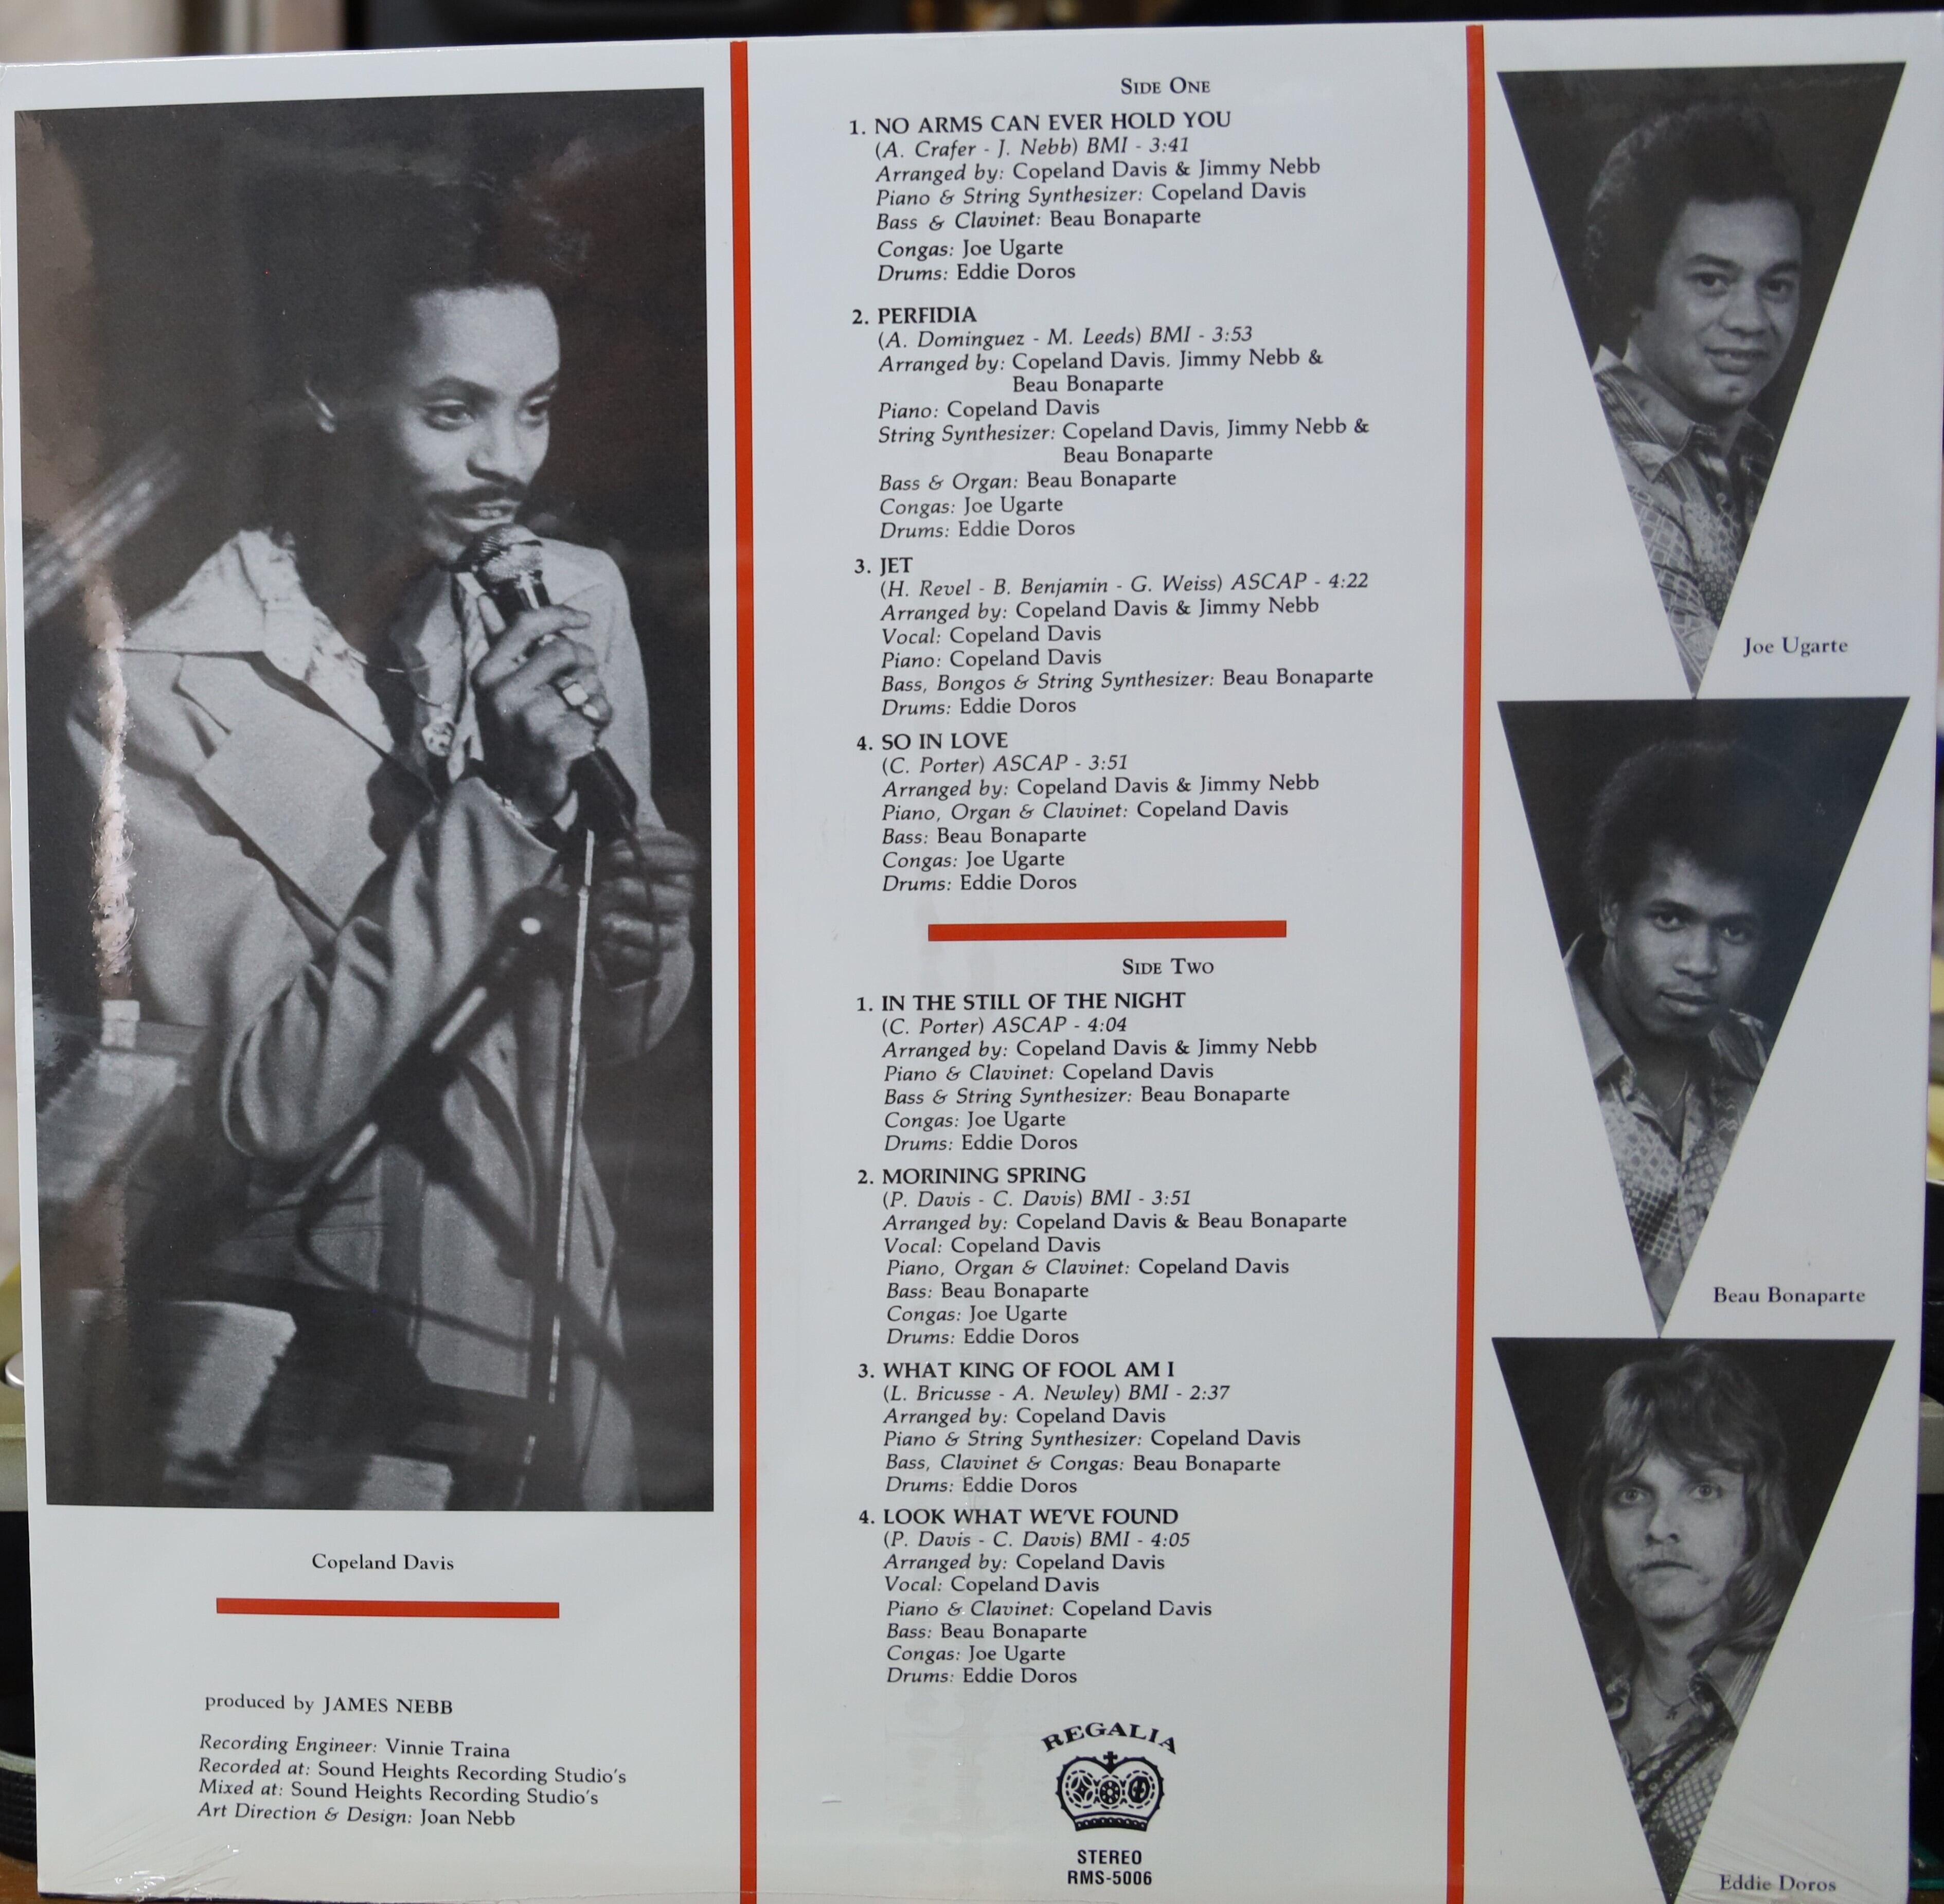 Copeland Davis
produced by JAMES NEBB
Recording Engineer: Vinnie Traina
Recorded at: Sound Heights Recording Studio's
Mixed at: Sound Heights Recording Studio's
Art Direction & Design: Joan Nebb
SIDE ONE
1. NO ARMS CAN EVER HOLD YOU
(A. Crafer - J. Nebb) BMI - 3:41
Arranged by: Copeland Davis & Jimmy Nebb
Piano & String Synthesizer: Copeland Davis
Bass & Clavinet: Beau Bonaparte
Congas: Joe Ugarte
Drums: Eddie Doros
2. PERFIDIA
(A. Dominguez - M. Leeds) BMI - 3:53
Arranged by: Copeland Davis. Jimmy Nebb &
Beau Bonaparte
Piano: Copeland Davis
String Synthesizer: Copeland Davis, Jimmy Nebb &
Beau Bonaparte
Bass & Organ: Beau Bonaparte
Congas: Joe Ugarte
Drums: Eddie Doros
3. JET
(H. Revel - B. Benjamin - G. Weiss) ASCAP - 4:22
Arranged by: Copeland Davis & Jimmy Nebb
Vocal: Copeland Davis
Piano: Copeland Davis
Bass, Bongos & String Synthesizer: Beau Bonaparte
Drums: Eddie Doros
4. SO IN LOVE
(C. Porter) ASCAP - 3:51
Arranged by: Copeland Davis & Jimmy Nebb
Piano, Organ & Clavinet: Copeland Davis
Bass: Beau Bonaparte
Congas: Joe Ugarte
Drums: Eddie Doros
SIDE TWO
1. IN THE STILL OF THE NIGHT
(C. Porter) ASCAP - 4:04
Arranged by: Copeland Davis & Jimmy Nebb
Piano & Clavinet: Copeland Davis
Bass & String Synthesizer: Beau Bonaparte
Congas: Joe Ugarte
Drums: Eddie Doros
2. MORINING SPRING
(P. Davis - C. Davis) BMI - 3:51
Arranged by: Copeland Davis & Beau Bonaparte
Vocal: Copeland Davis
Piano, Organ & Clavinet: Copeland Davis
Bass: Beau Bonaparte
Congas: Joe Ugarte
Drums: Eddie Doros
3. WHAT KING OF FOOL AM I
(L. Bricusse - A. Newley) BMI - 2:37
Arranged by: Copeland Davis
Piano & String Synthesizer: Copeland Davis
Bass, Clavinet & Congas: Beau Bonaparte
Drums: Eddie Doros
4. LOOK WHAT WE'VE FOUND
(P. Davis - C. Davis) BMI - 4:05
Arranged by: Copeland Davis
Vocal: Copeland Davis
Piano & Clavinet: Copeland Davis
Bass: Beau Bonaparte
Congas: Joe Ugarte
Drums: Eddie Doros
REGALIA
STEREO
RMS-5006
Joe Ugarte
Beau Bonaparte
Eddie Doros